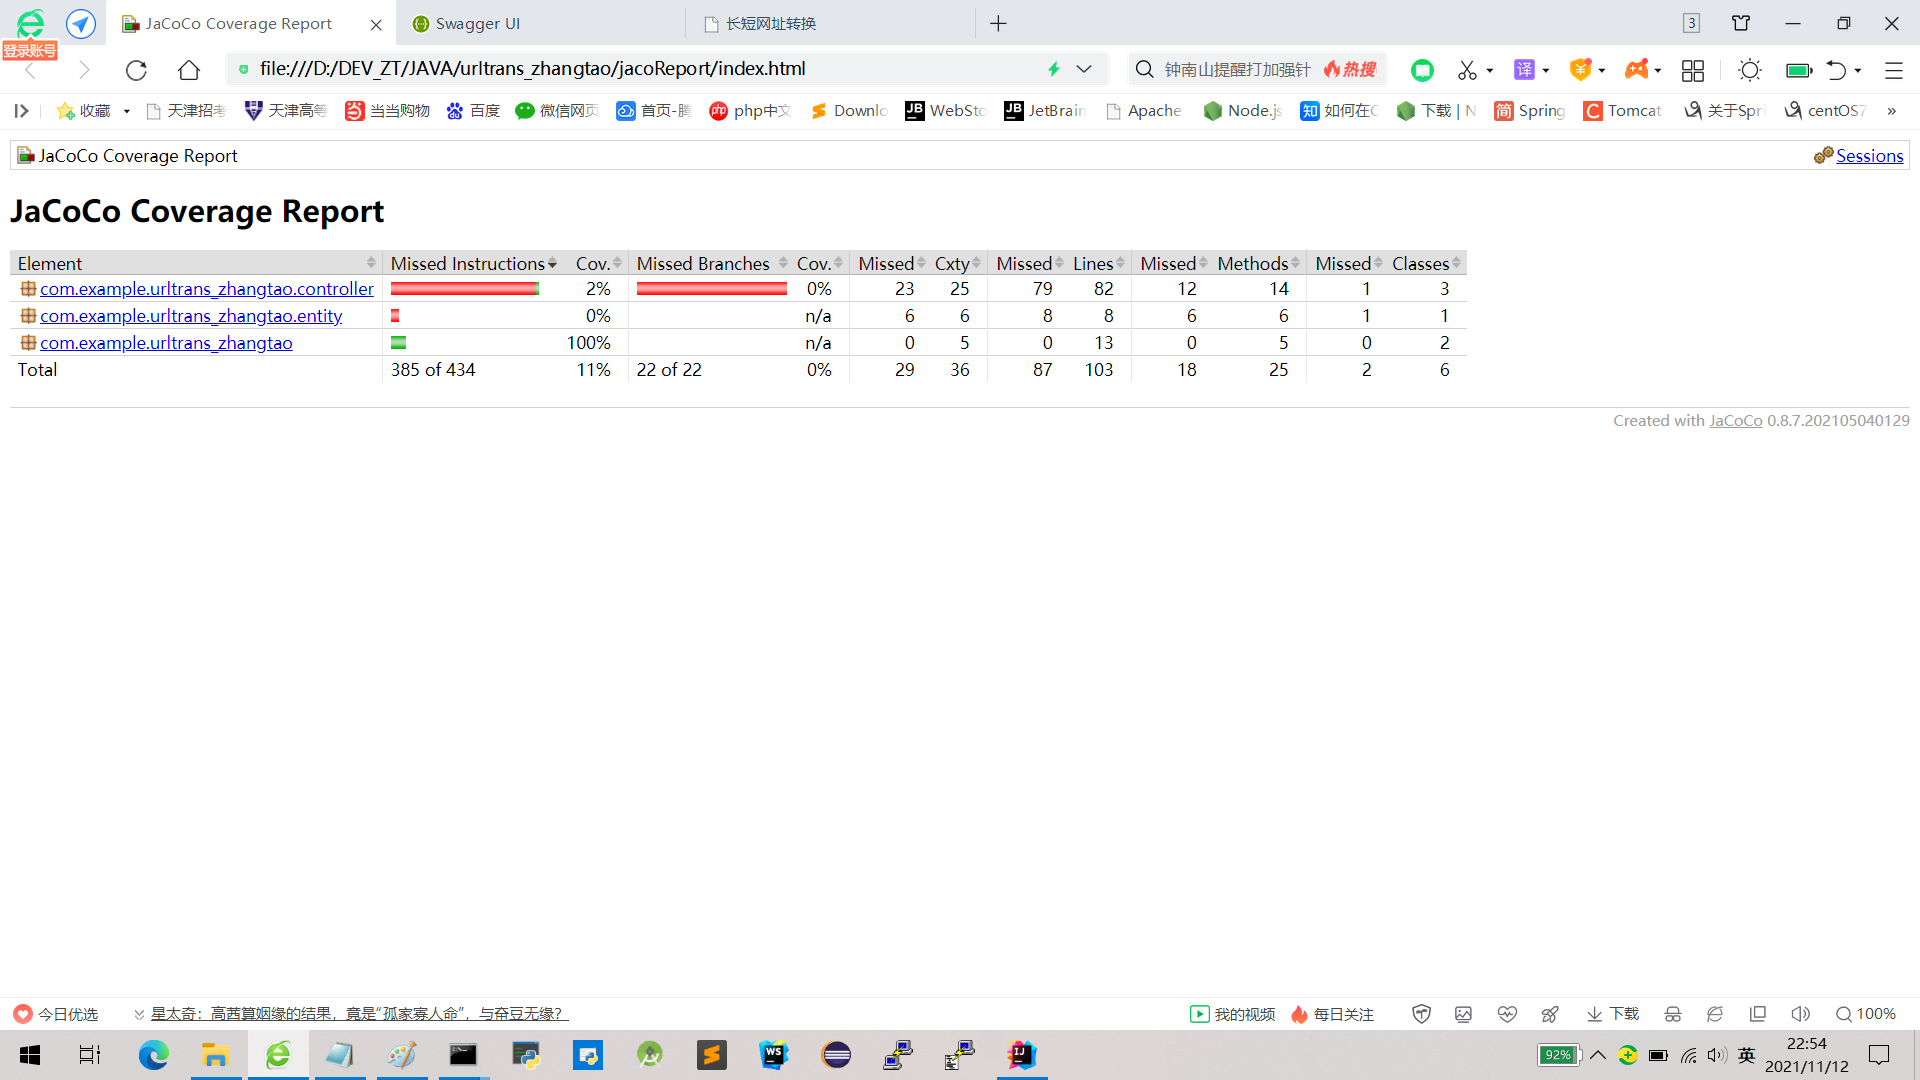 JaCoCo Coverage Report
Swagger UI
长短网址转换
3
登录账号
file:///D:/DEV_ZT/JAVA/urltrans_zhangtao/jacoReport/index.html
钟南山提醒打加强针
热搜
译
收藏
天津招考
天津高等
当当购物
百度
微信网页
首页-腾
php中文
Downlo
WebSto
JetBrain
Apache
Node.js
知 如何在C
下载 | N
简 Spring
Tomcat
关于Spri
centOS7
»
JaCoCo Coverage Report
Sessions
JaCoCo Coverage Report
Element Missed Instructions Cov. Missed Branches Cov. Missed Cxty Missed Lines Missed Methods Missed Classes
com.example.urltrans_zhangtao.controller 2% 0% 23 25 79 82 12 14 1 3
com.example.urltrans_zhangtao.entity 0% n/a 6 6 8 8 6 6 1 1
com.example.urltrans_zhangtao 100% n/a 0 5 0 13 0 5 0 2
Total 385 of 434 11% 22 of 22 0% 29 36 87 103 18 25 2 6
Created with JaCoCo 0.8.7.202105040129
今日优选
星太奇：高茜算姻缘的结果，竟是“孤家寡人命”，与夯豆无缘？
我的视频
每日关注
下载
100%
92%
英
22:54
2021/11/12